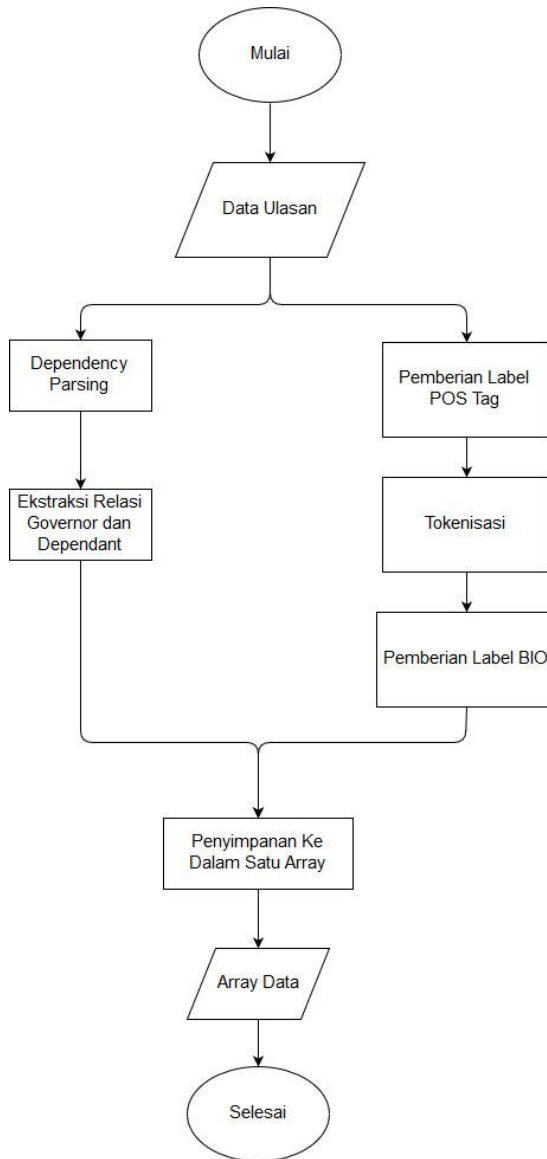 Mulai
Data Ulasan
Dependency
Parsing
Ekstraksi Relasi
Governor dan
Dependant
Pemberian Label
POS Tag
Tokenisasi
Pemberian Label BIO
Penyimpanan Ke
Dalam Satu Array
Array Data
Selesai